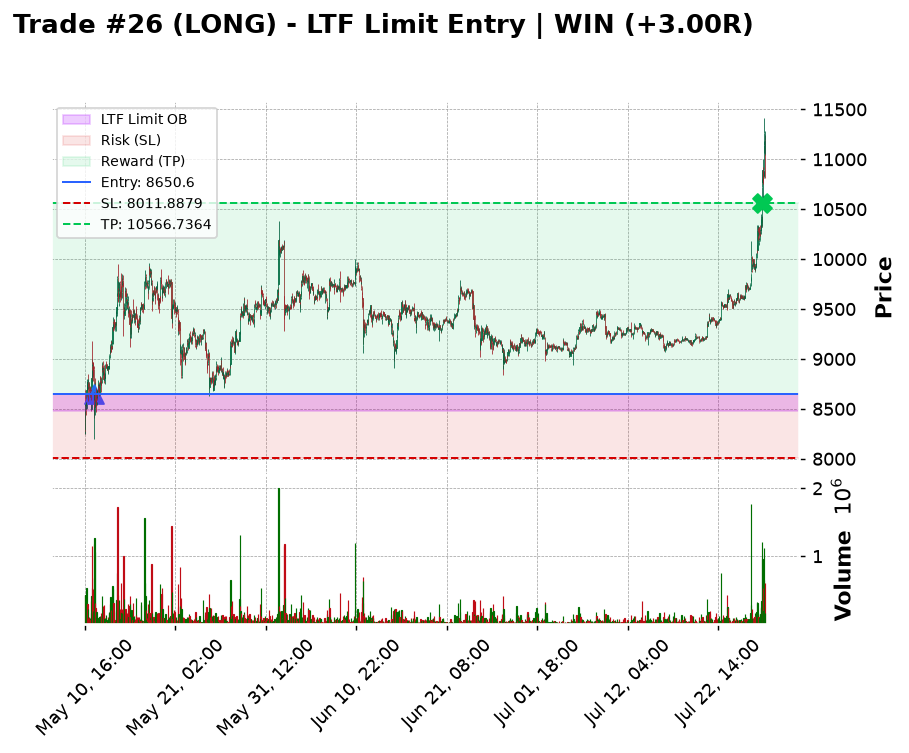 Trade #26 (LONG) - LTF Limit Entry | WIN (+3.00R)
LTF Limit OB
Risk (SL)
Reward (TP)
Entry: 8650.6
SL: 8011.8879
TP: 10566.7364
11500
11000
10500
10000
9500
9000
8500
8000
Price
2
1
Volume 10^6
May 10, 16:00
May 21, 02:00
May 31, 12:00
Jun 10, 22:00
Jun 21, 08:00
Jul 01, 18:00
Jul 12, 04:00
Jul 22, 14:00